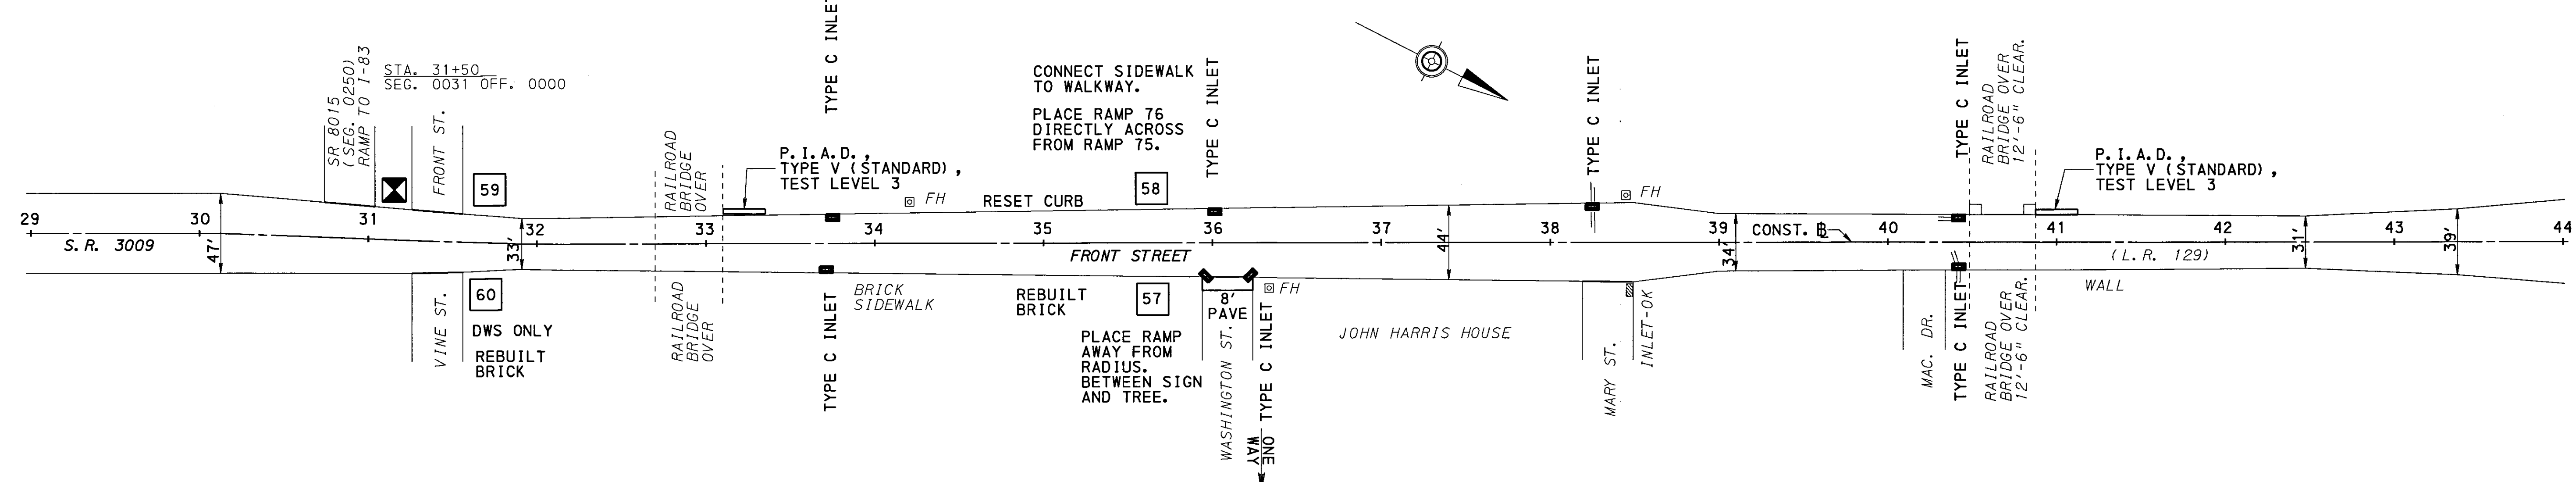 TYPE C INLET
SR 8015
(SEG. 0250)
RAMP TO I-83
STA. 31+50
SEG. 0031 OFF. 0000
FRONT ST.
59
RAILROAD
BRIDGE
OVER
P.I.A.D.,
TYPE V (STANDARD),
TEST LEVEL 3
FH
RESET CURB
CONNECT SIDEWALK
TO WALKWAY.
PLACE RAMP 76
DIRECTLY ACROSS
FROM RAMP 75.
58
TYPE C INLET
TYPE C INLET
FH
TYPE C INLET
RAILROAD
BRIDGE OVER
12'-6" CLEAR.
P.I.A.D.,
TYPE V (STANDARD),
TEST LEVEL 3
29 30 31 32 33 34 35 36 37 38 39 40 41 42 43 44
S.R. 3009
47'
33'
FRONT STREET
44'
34'
CONST. BL
(L.R. 129)
31'
39'
VINE ST.
60
DWS ONLY
REBUILT
BRICK
RAILROAD
BRIDGE
OVER
TYPE C INLET
BRICK
SIDEWALK
REBUILT
BRICK
57
PLACE RAMP
AWAY FROM
RADIUS.
BETWEEN SIGN
AND TREE.
8'
PAVE
WASHINGTON ST.
FH
TYPE C INLET
ONE
WAY
JOHN HARRIS HOUSE
MARY ST.
INLET-OK
MAC. DR.
TYPE C INLET
RAILROAD
BRIDGE OVER
12'-6" CLEAR.
WALL